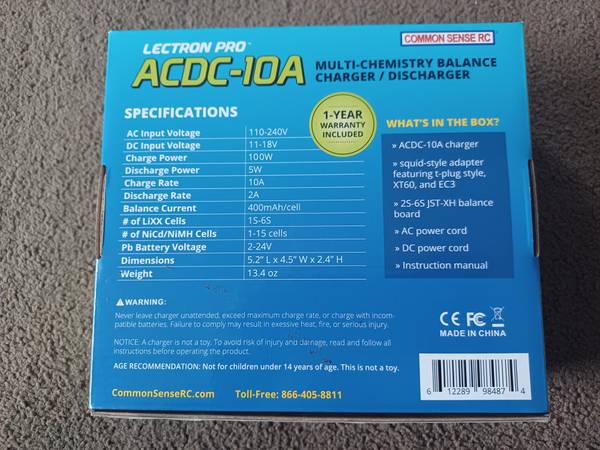 LECTRON PRO™
COMMON SENSE RC
ACDC-10A
MULTI-CHEMISTRY BALANCE
CHARGER / DISCHARGER
SPECIFICATIONS
1-YEAR
WARRANTY
INCLUDED
AC Input Voltage 110-240V
DC Input Voltage 11-18V
Charge Power 100W
Discharge Power 5W
Charge Rate 10A
Discharge Rate 2A
Balance Current 400mAh/cell
# of LiXX Cells 1S-6S
# of NiCd/NiMH Cells 1-15 cells
Pb Battery Voltage 2-24V
Dimensions 5.2" L x 4.5" W x 2.4" H
Weight 13.4 oz
WHAT'S IN THE BOX?
» ACDC-10A charger
» squid-style adapter
featuring t-plug style,
XT60, and EC3
» 2S-6S JST-XH balance
board
» AC power cord
» DC power cord
» Instruction manual
WARNING:
Never leave charger unattended, exceed maximum charge rate, or charge with incom-
patible batteries. Failure to comply may result in exessive heat, fire, or serious injury.
NOTICE: A charger is not a toy. To avoid risk of injury and damage, read and follow all
instructions before operating the product.
AGE RECOMMENDATION: Not for children under 14 years of age. This is not a toy.
CE FC
MADE IN CHINA
CommonSenseRC.com Toll-Free: 866-405-8811
6 12289 98487 4